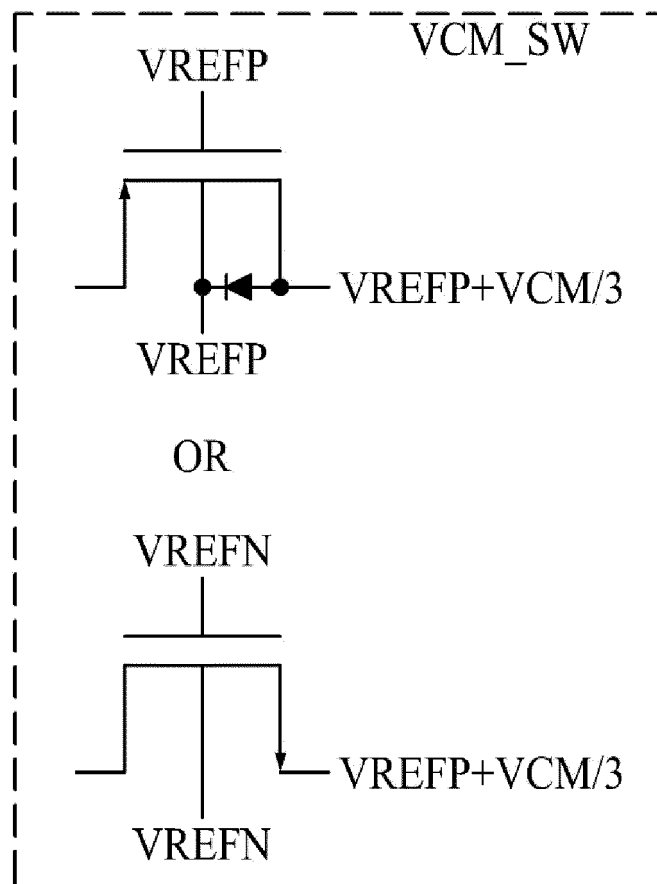 VCM_SW
VREFP
VREFP+VCM/3
VREFP
OR
VREFN
VREFP+VCM/3
VREFN